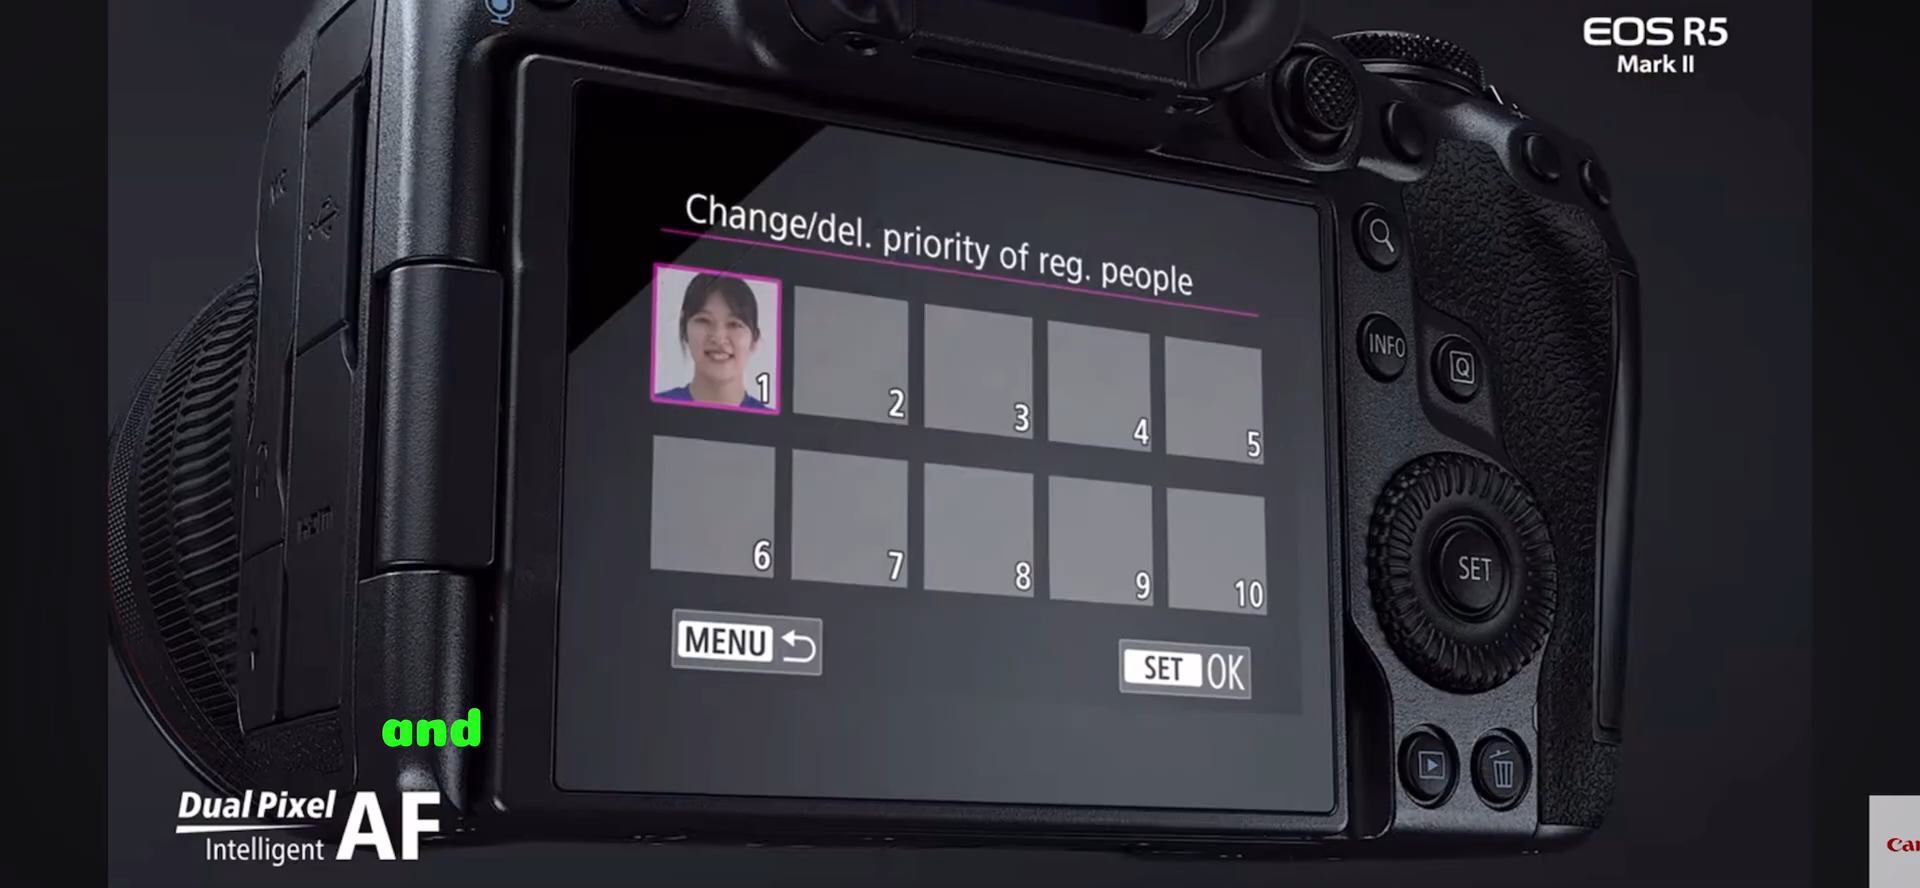 EOS R5
Mark II
Change/del. priority of reg. people
1
2
3
4
5
6
7
8
9
10
MENU
SET OK
INFO
Q
SET
and
Dual Pixel
Intelligent
AF